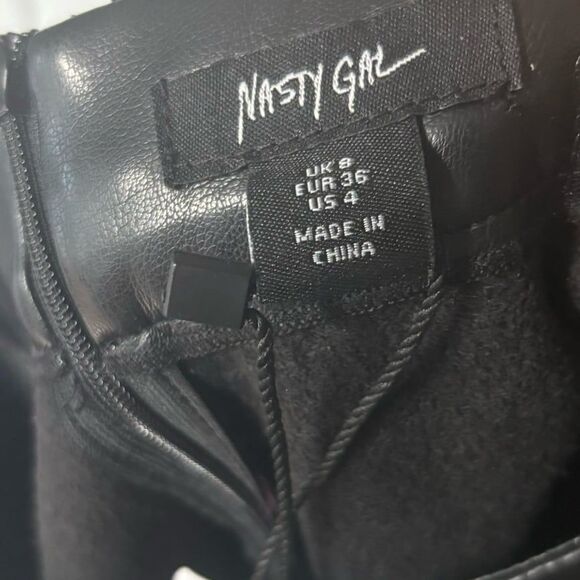 NASTY GAL
UK 8
EUR 36
US 4
MADE IN
CHINA